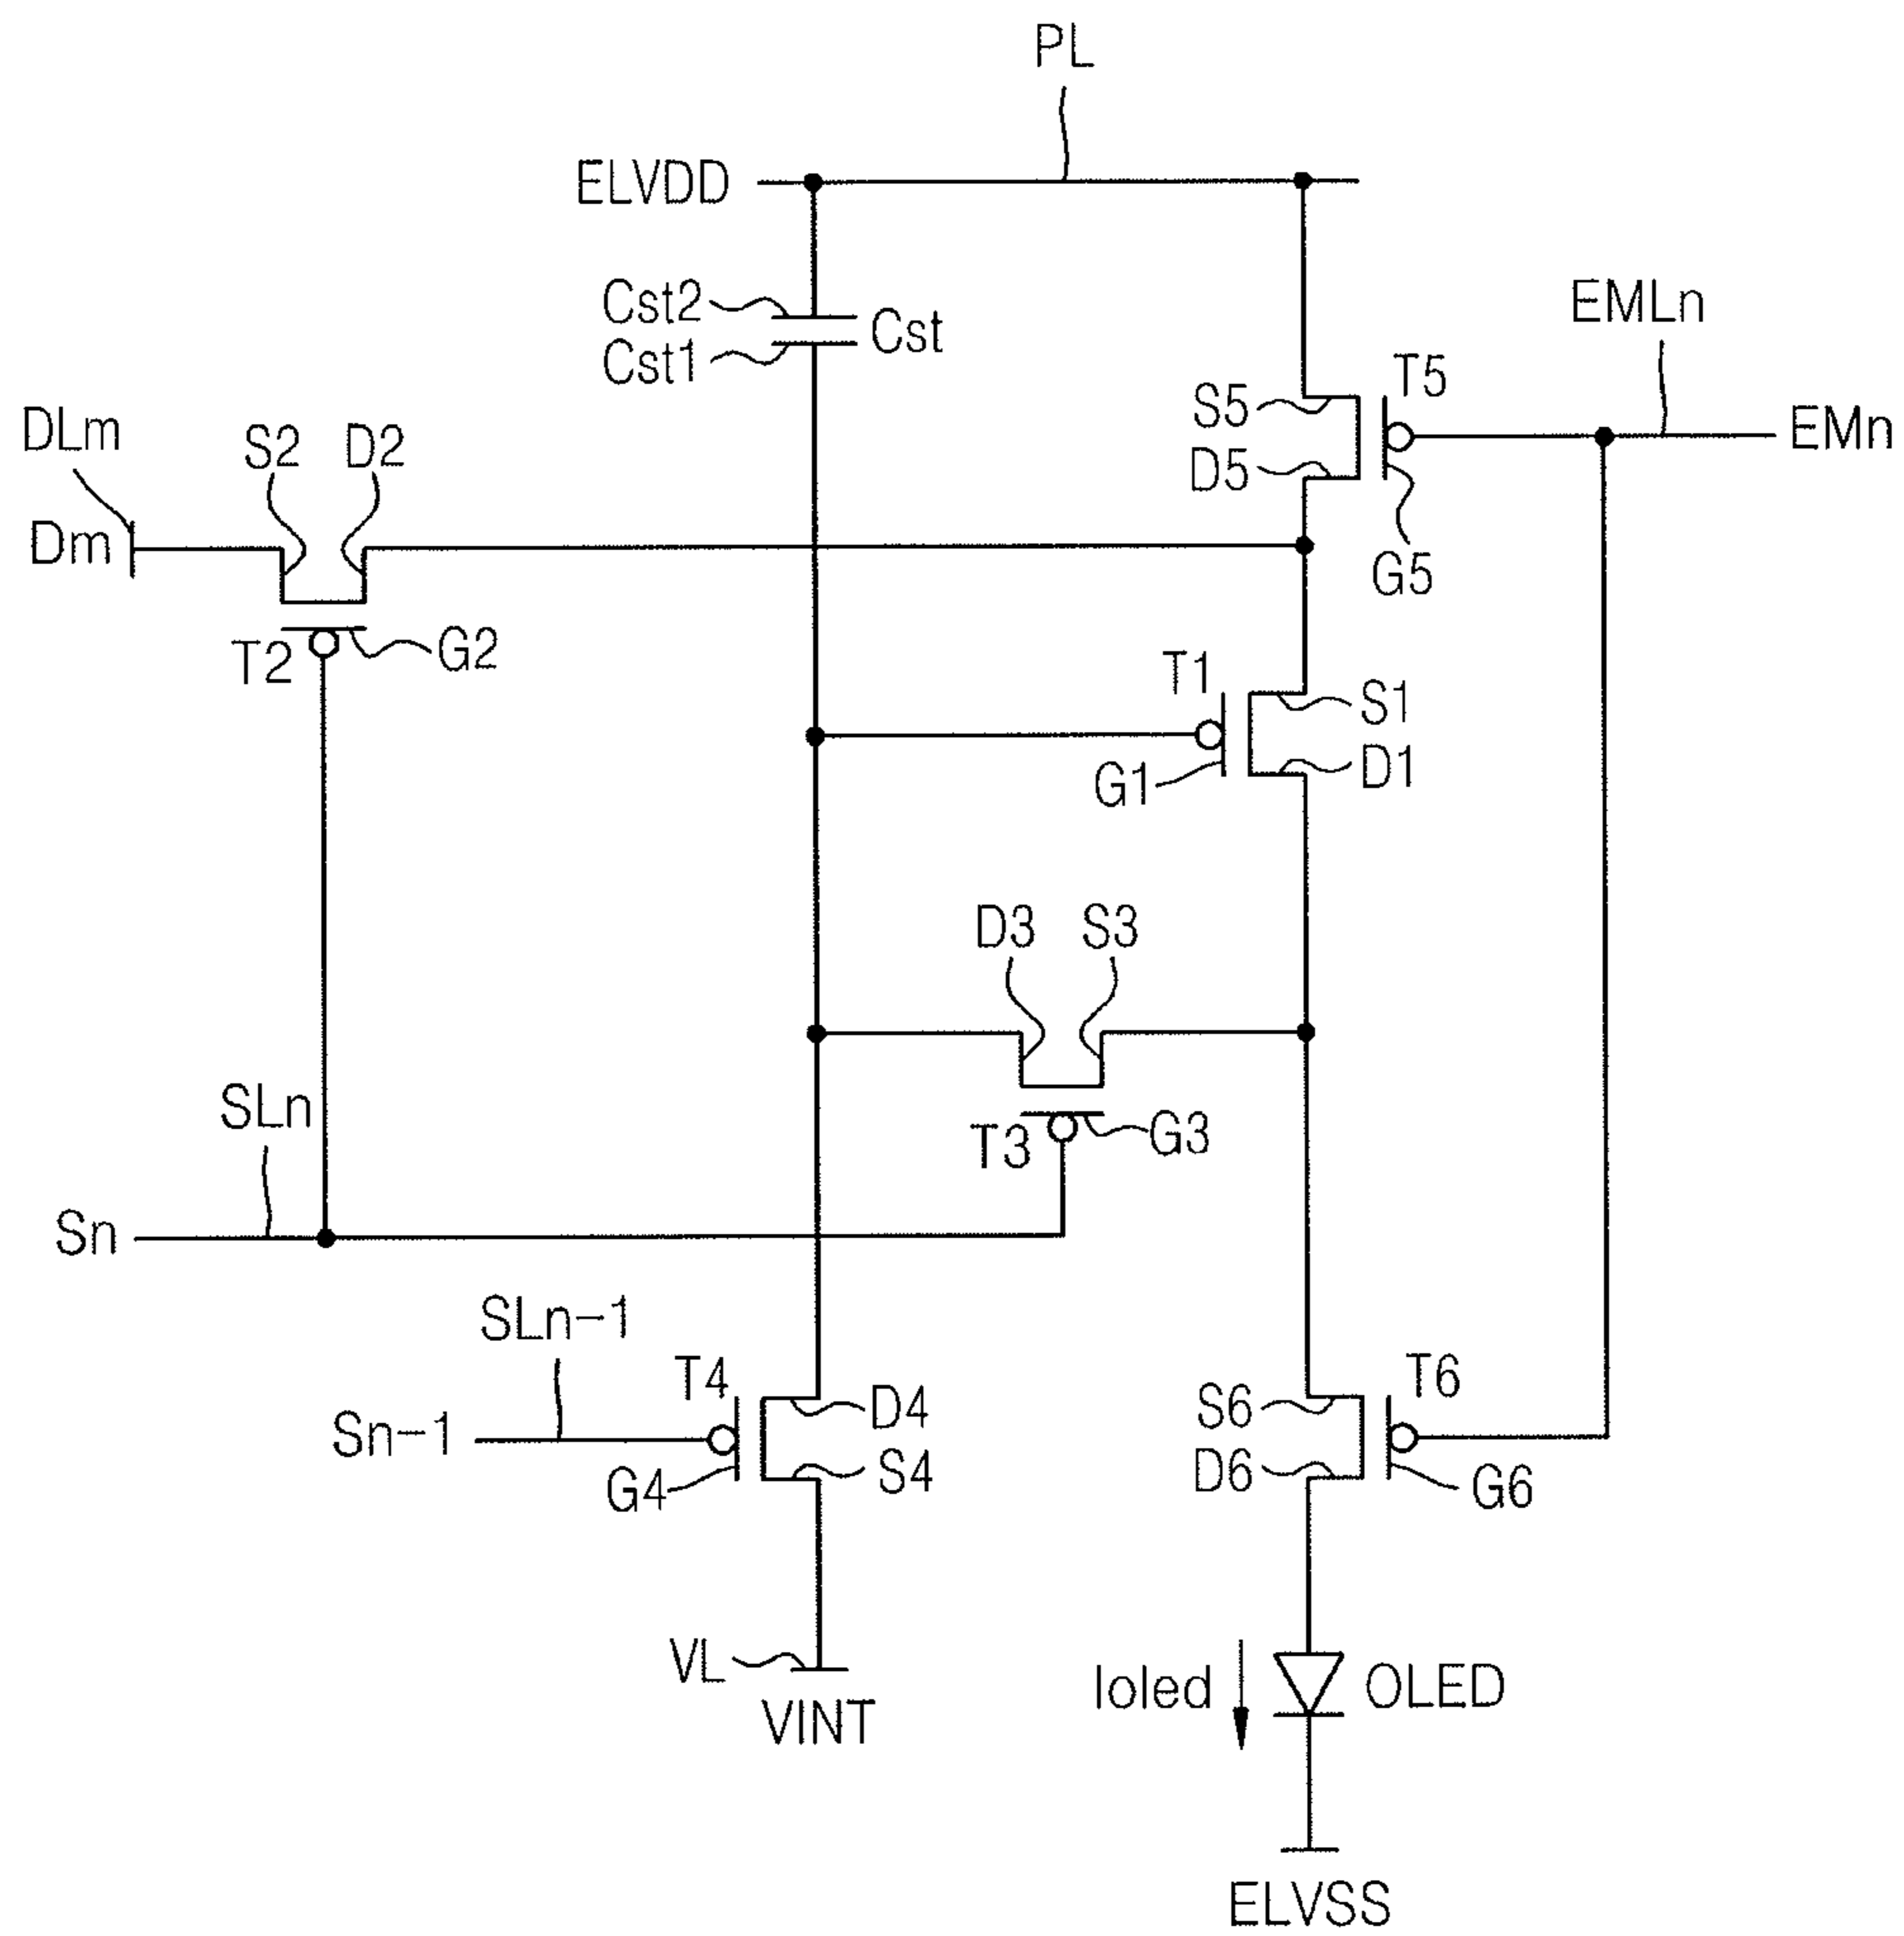 PL
ELVDD
Cst2
Cst
Cst1
EMLn
T5
S5
D5
EMn
DLm
S2
D2
Dm
G5
T2
G2
T1
S1
G1
D1
D3
S3
SLn
T3
G3
Sn
SLn-1
T4
D4
Sn-1
G4
S4
S6
T6
D6
G6
VL
VINT
Ioled
OLED
ELVSS